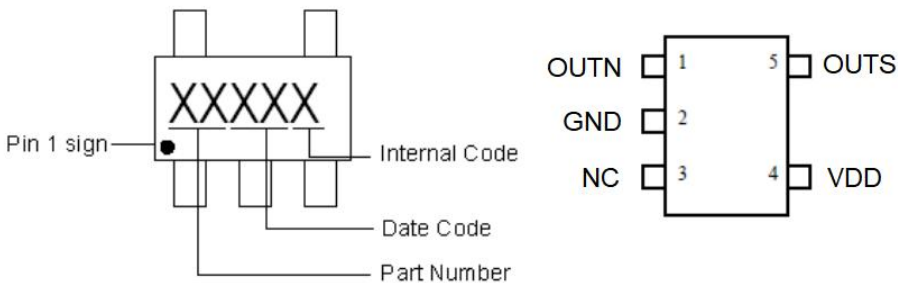 XXXXX
Pin 1 sign
Internal Code
Date Code
Part Number
OUTN 1 5 OUTS
GND 2
NC 3 4 VDD